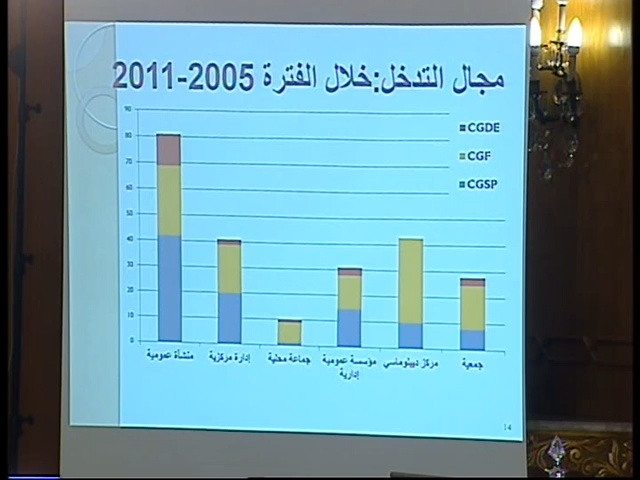 مجال التدخل:خلال الفترة 2005-2011
90
80
70
60
50
40
30
20
10
0
CGDE
CGF
CGSP
منشأة عمومية
إدارة مركزية
جماعة محلية
مؤسسة عمومية إدارية
مركز ديبلوماسي
جمعية
14